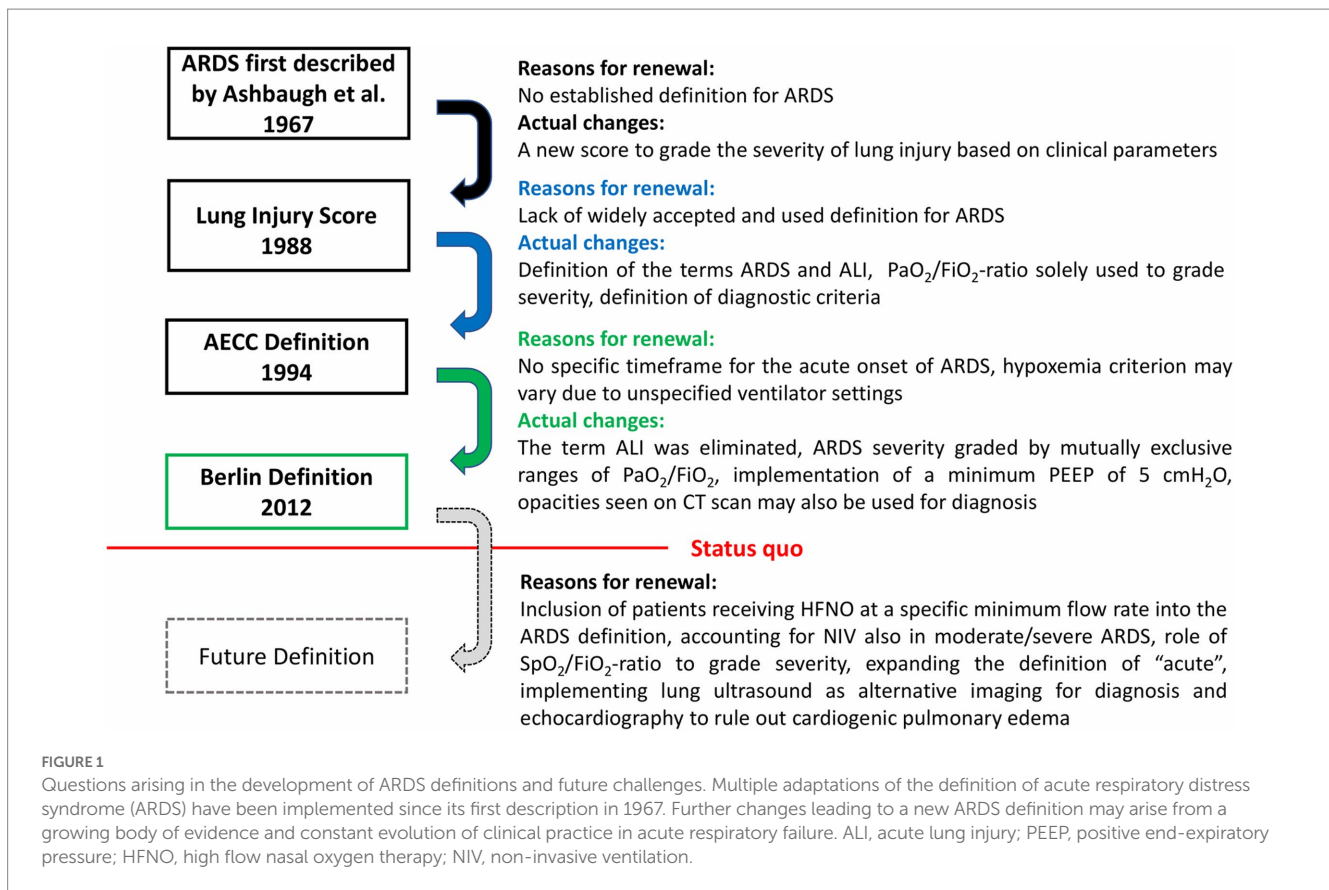 ARDS first described
by Ashbaugh et al.
1967
Reasons for renewal:
No established definition for ARDS
Actual changes:
A new score to grade the severity of lung injury based on clinical parameters
Lung Injury Score
1988
Reasons for renewal:
Lack of widely accepted and used definition for ARDS
Actual changes:
Definition of the terms ARDS and ALI, PaO₂/FiO₂-ratio solely used to grade
severity, definition of diagnostic criteria
AECC Definition
1994
Reasons for renewal:
No specific timeframe for the acute onset of ARDS, hypoxemia criterion may
vary due to unspecified ventilator settings
Actual changes:
The term ALI was eliminated, ARDS severity graded by mutually exclusive
ranges of PaO₂/FiO₂, implementation of a minimum PEEP of 5 cmH₂O,
opacities seen on CT scan may also be used for diagnosis
Berlin Definition
2012
Status quo
Reasons for renewal:
Inclusion of patients receiving HFNO at a specific minimum flow rate into the
ARDS definition, accounting for NIV also in moderate/severe ARDS, role of
SpO₂/FiO₂-ratio to grade severity, expanding the definition of “acute”,
implementing lung ultrasound as alternative imaging for diagnosis and
echocardiography to rule out cardiogenic pulmonary edema
Future Definition
FIGURE 1
Questions arising in the development of ARDS definitions and future challenges. Multiple adaptations of the definition of acute respiratory distress
syndrome (ARDS) have been implemented since its first description in 1967. Further changes leading to a new ARDS definition may arise from a
growing body of evidence and constant evolution of clinical practice in acute respiratory failure. ALI, acute lung injury; PEEP, positive end-expiratory
pressure; HFNO, high flow nasal oxygen therapy; NIV, non-invasive ventilation.